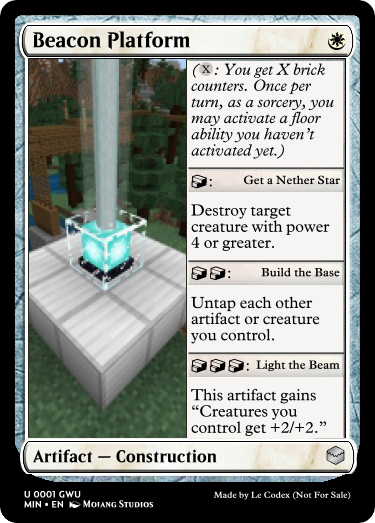 Beacon Platform
(X: You get X brick
counters. Once per
turn, as a sorcery, you
may activate a floor
ability you haven't
activated yet.)
: Get a Nether Star
Destroy target
creature with power
4 or greater.
: Build the Base
Untap each other
artifact or creature
you control.
: Light the Beam
This artifact gains
“Creatures you
control get +2/+2.”
Artifact — Construction
U 0001 GWU
MIN • EN Mojang Studios
Made by Le Codex (Not For Sale)